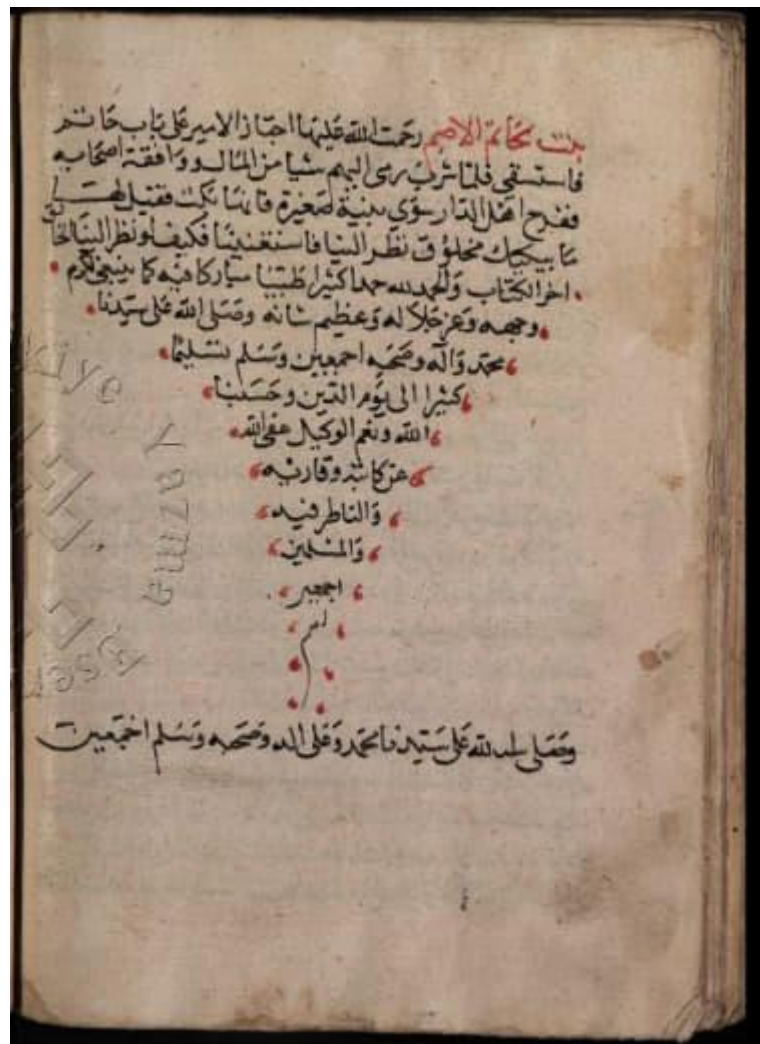 بنت لحاتم الاصم رحمت الله عليهما اجتاز الامير على باب حاتم
فاستسقى فلما شرب رمى اليهم شيا من المال ووافقه اصحابه
ففرح اهل الدار سوي بنية صغيرة فانها بكت فقيل لها
ما يبكيك مخلوق نظر الينا فاستغنينا فكيف لو نظر الينا الخالق
اخر الكتاب والحمد لله حمدا كثيرا طيبا مباركا فيه كما ينبغي لكرم
وجهه وعز جلاله وعظيم شانه وصلى الله على سيدنا
محمد واله وصحبه اجمعين وسلم تسليما
كثيرا الى يوم الدين وحسبنا
الله ونعم الوكيل عفى الله
عن كاتبه وقاريه
والناظر فيه
والمسلمين
اجمعين
تم
وصلى الله على سيدنا محمد وعلى اله وصحبه وسلم اجمعين